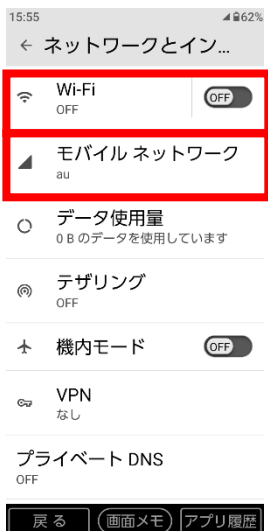 15:55 62%
← ネットワークとイン...
Wi-Fi
OFF
OFF
モバイル ネットワーク
au
データ使用量
0 B のデータを使用しています
テザリング
OFF
機内モード
OFF
VPN
なし
プライベート DNS
OFF
戻る 画面メモ アプリ履歴